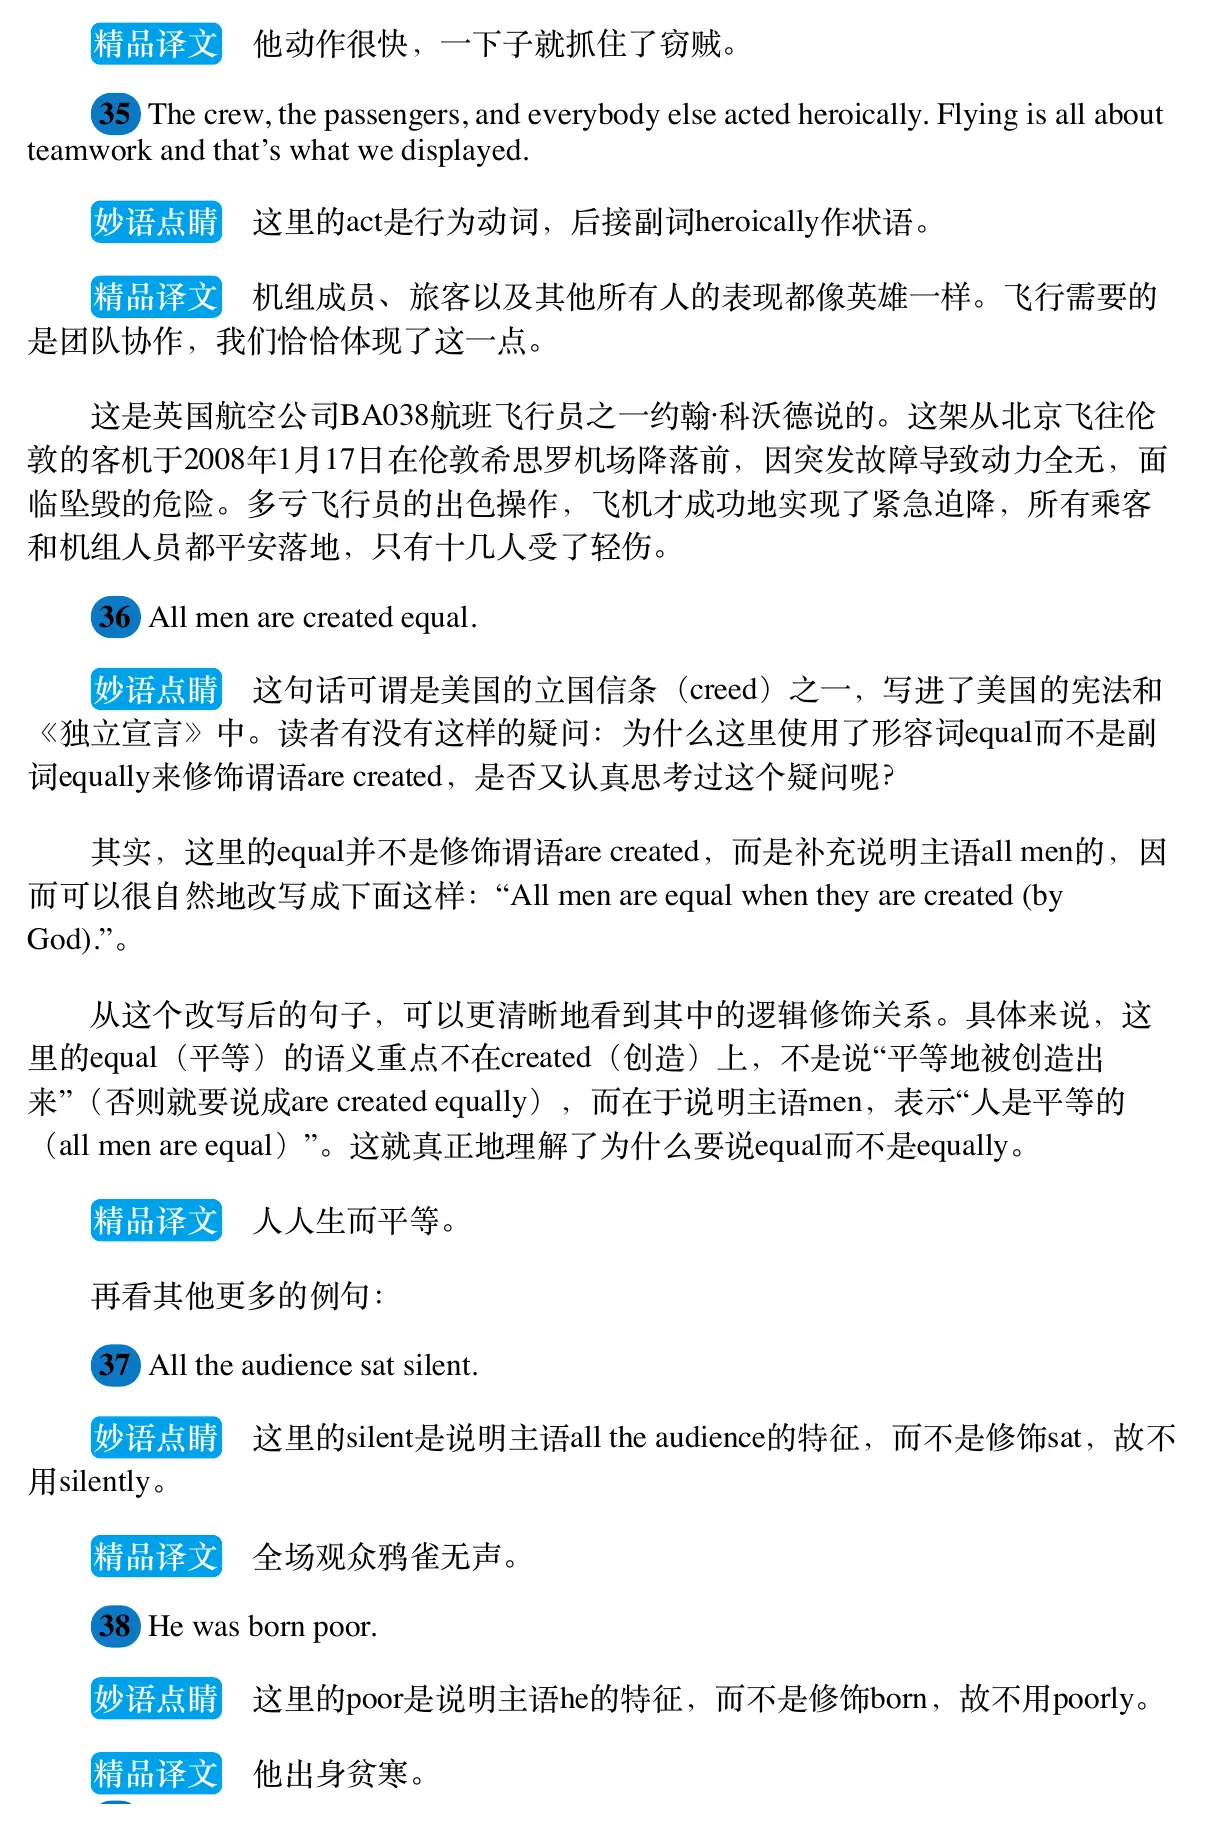 精品译文 他动作很快，一下子就抓住了窃贼。
35 The crew, the passengers, and everybody else acted heroically. Flying is all about
teamwork and that’s what we displayed.
妙语点睛 这里的act是行为动词，后接副词heroically作状语。
精品译文 机组成员、旅客以及其他所有人的表现都像英雄一样。飞行需要的
是团队协作，我们恰恰体现了这一点。
这是英国航空公司BA038航班飞行员之一约翰·科沃德说的。这架从北京飞往伦
敦的客机于2008年1月17日在伦敦希思罗机场降落前，因突发故障导致动力全无，面
临坠毁的危险。多亏飞行员的出色操作，飞机才成功地实现了紧急迫降，所有乘客
和机组人员都平安落地，只有十几人受了轻伤。
36 All men are created equal.
妙语点睛 这句话可谓是美国的立国信条（creed）之一，写进了美国的宪法和
《独立宣言》中。读者有没有这样的疑问：为什么这里使用了形容词equal而不是副
词equally来修饰谓语are created，是否又认真思考过这个疑问呢？
其实，这里的equal并不是修饰谓语are created，而是补充说明主语all men的，因
而可以很自然地改写成下面这样：“All men are equal when they are created (by
God).”。
从这个改写后的句子，可以更清晰地看到其中的逻辑修饰关系。具体来说，这
里的equal（平等）的语义重点不在created（创造）上，不是说“平等地被创造出
来”（否则就要说成are created equally），而在于说明主语men，表示“人是平等的
（all men are equal）”。这就真正地理解了为什么要说equal而不是equally。
精品译文 人人生而平等。
再看其他更多的例句：
37 All the audience sat silent.
妙语点睛 这里的silent是说明主语all the audience的特征，而不是修饰sat，故不
用silently。
精品译文 全场观众鸦雀无声。
38 He was born poor.
妙语点睛 这里的poor是说明主语he的特征，而不是修饰born，故不用poorly。
精品译文 他出身贫寒。